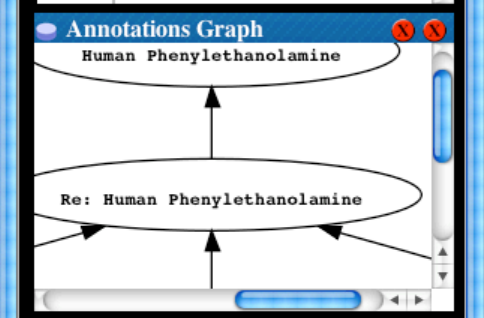 Annotations Graph
X X
Human Phenylethanolamine
Re: Human Phenylethanolamine